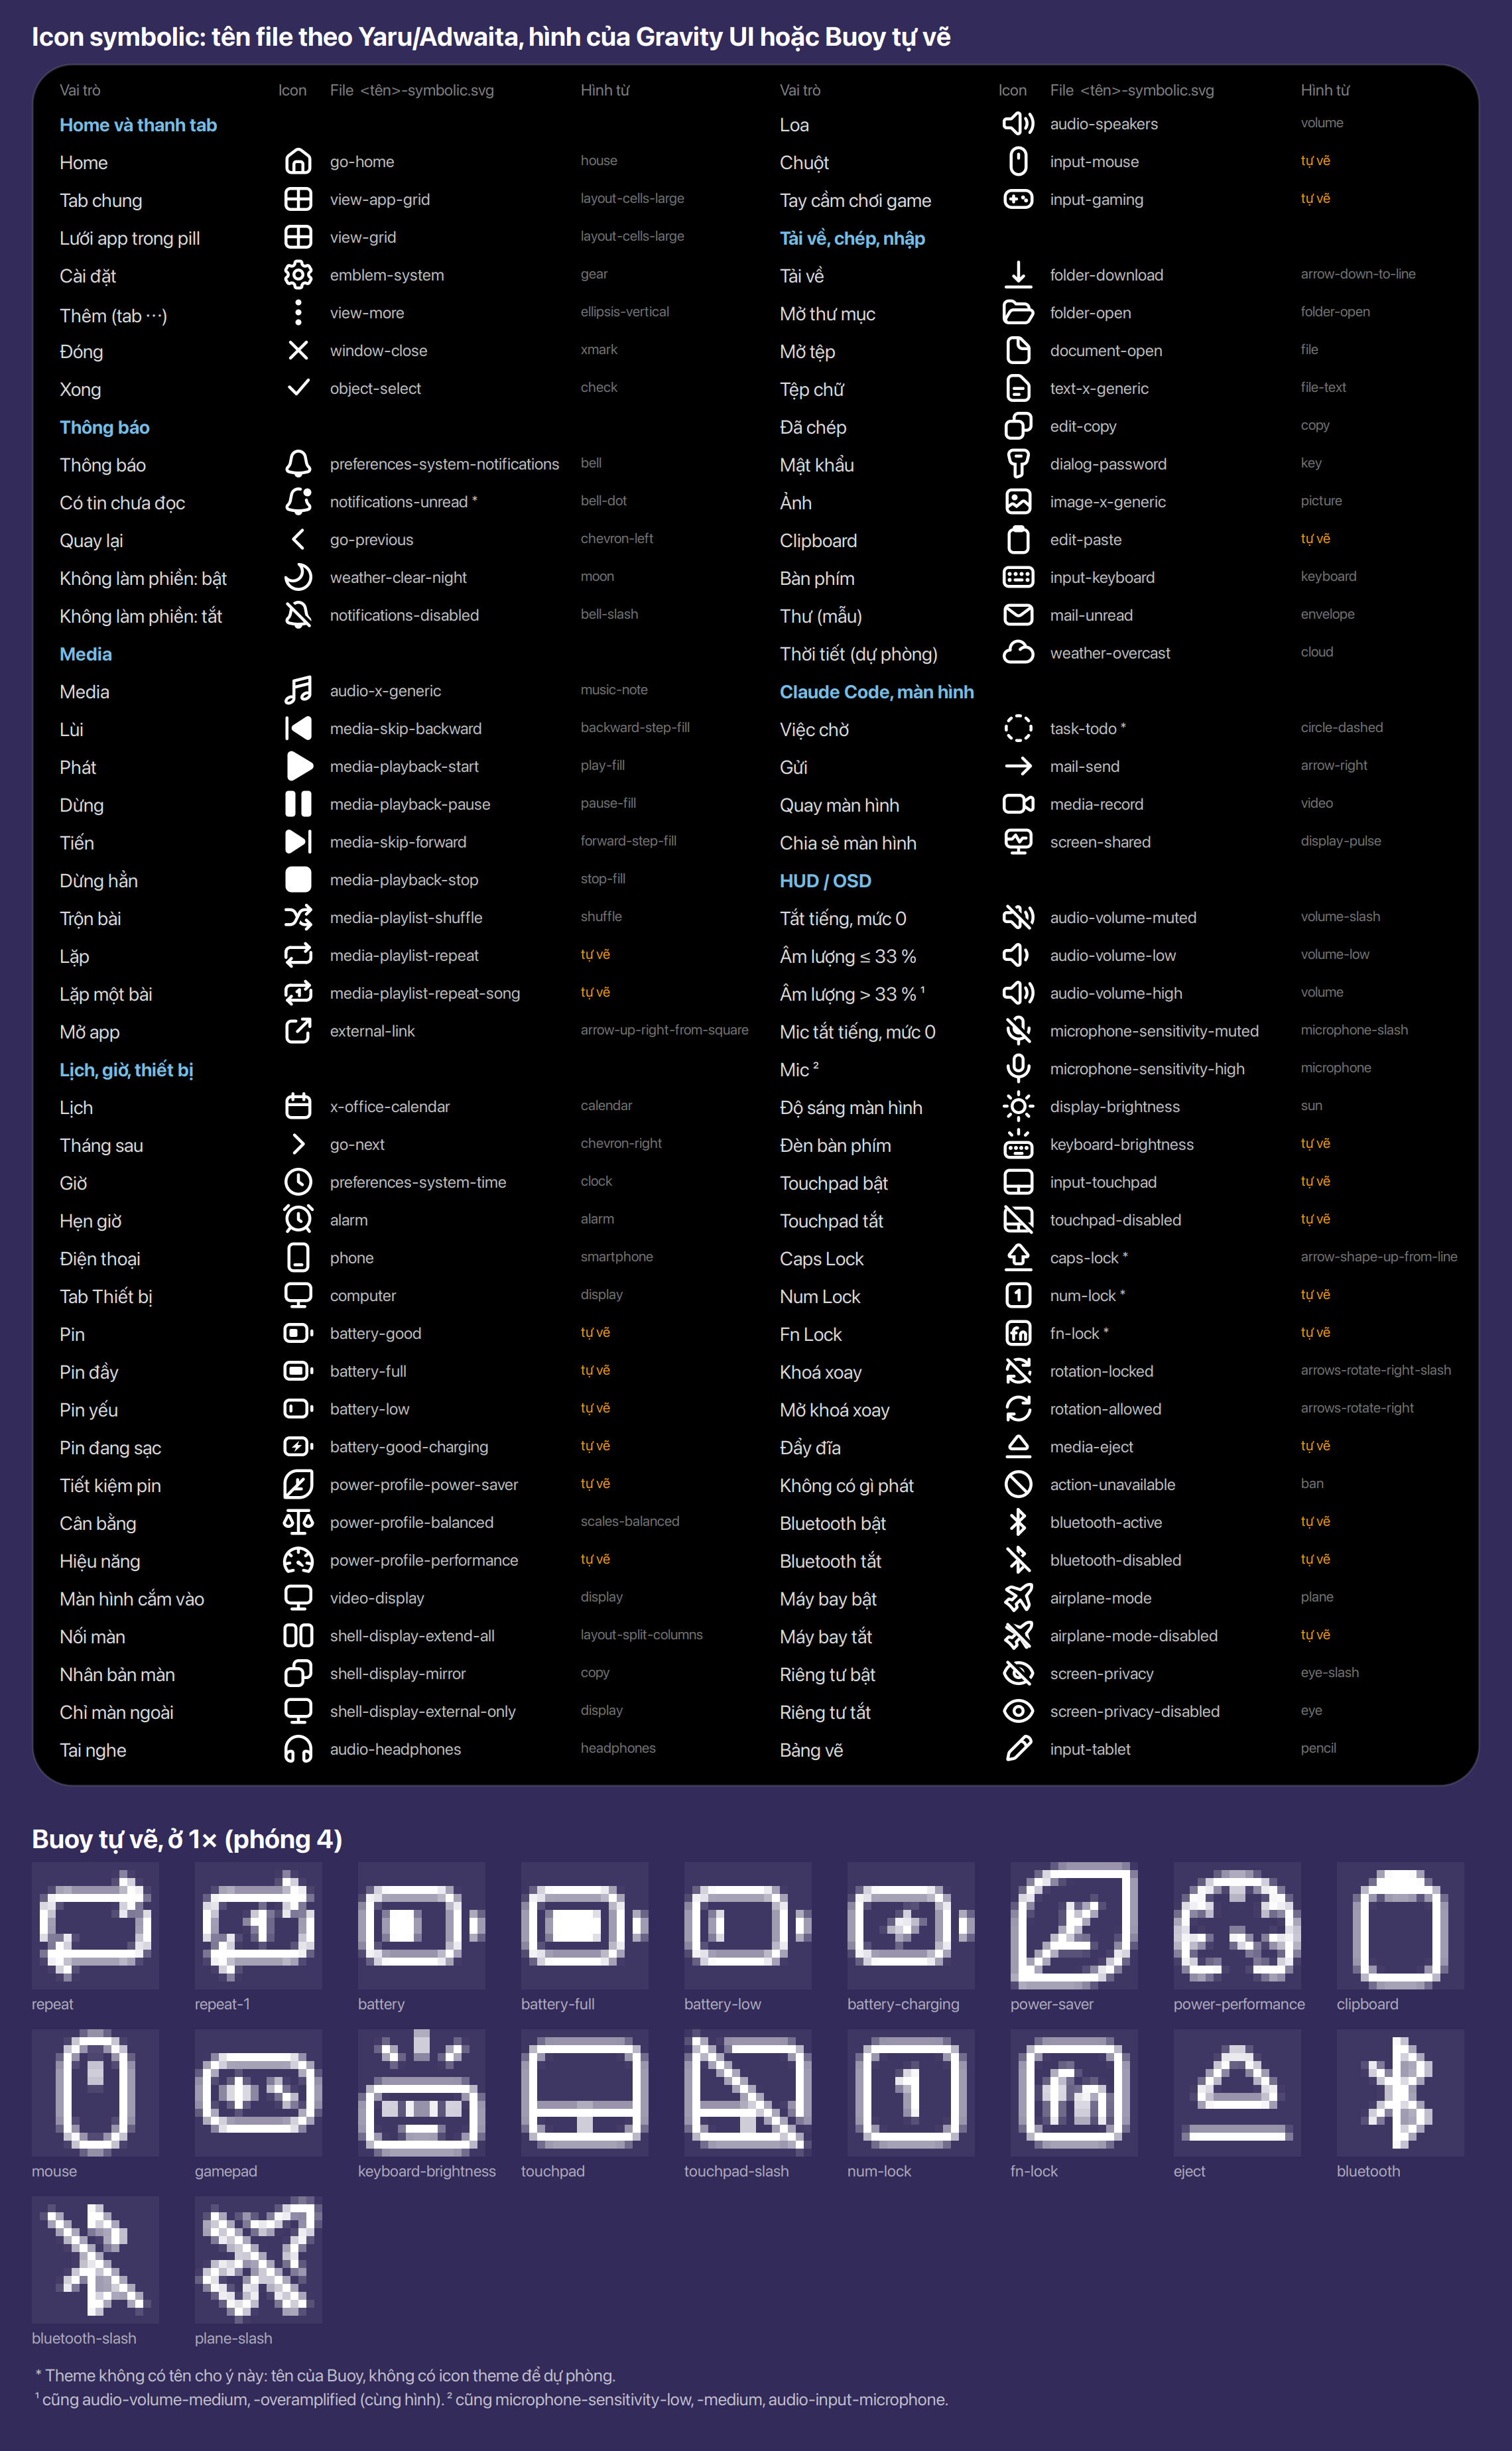 Icon symbolic: tên file theo Yaru/Adwaita, hình của Gravity UI hoặc Buoy tự vẽ
Vai trò Icon File <tên>-symbolic.svg Hình từ
Home và thanh tab
Home go-home house
Tab chung view-app-grid layout-cells-large
Lưới app trong pill view-grid layout-cells-large
Cài đặt emblem-system gear
Thêm (tab ···) view-more ellipsis-vertical
Đóng window-close xmark
Xong object-select check
Thông báo
Thông báo preferences-system-notifications bell
Có tin chưa đọc notifications-unread * bell-dot
Quay lại go-previous chevron-left
Không làm phiền: bật weather-clear-night moon
Không làm phiền: tắt notifications-disabled bell-slash
Media
Media audio-x-generic music-note
Lùi media-skip-backward backward-step-fill
Phát media-playback-start play-fill
Dừng media-playback-pause pause-fill
Tiến media-skip-forward forward-step-fill
Dừng hẳn media-playback-stop stop-fill
Trộn bài media-playlist-shuffle shuffle
Lặp media-playlist-repeat tự vẽ
Lặp một bài media-playlist-repeat-song tự vẽ
Mở app external-link arrow-up-right-from-square
Lịch, giờ, thiết bị
Lịch x-office-calendar calendar
Tháng sau go-next chevron-right
Giờ preferences-system-time clock
Hẹn giờ alarm alarm
Điện thoại phone smartphone
Tab Thiết bị computer display
Pin battery-good tự vẽ
Pin đầy battery-full tự vẽ
Pin yếu battery-low tự vẽ
Pin đang sạc battery-good-charging tự vẽ
Tiết kiệm pin power-profile-power-saver tự vẽ
Cân bằng power-profile-balanced scales-balanced
Hiệu năng power-profile-performance tự vẽ
Màn hình cắm vào video-display display
Nối màn shell-display-extend-all layout-split-columns
Nhân bản màn shell-display-mirror copy
Chỉ màn ngoài shell-display-external-only display
Tai nghe audio-headphones headphones
Vai trò Icon File <tên>-symbolic.svg Hình từ
Loa audio-speakers volume
Chuột input-mouse tự vẽ
Tay cầm chơi game input-gaming tự vẽ
Tải về, chép, nhập
Tải về folder-download arrow-down-to-line
Mở thư mục folder-open folder-open
Mở tệp document-open file
Tệp chữ text-x-generic file-text
Đã chép edit-copy copy
Mật khẩu dialog-password key
Ảnh image-x-generic picture
Clipboard edit-paste tự vẽ
Bàn phím input-keyboard keyboard
Thư (mẫu) mail-unread envelope
Thời tiết (dự phòng) weather-overcast cloud
Claude Code, màn hình
Việc chờ task-todo * circle-dashed
Gửi mail-send arrow-right
Quay màn hình media-record video
Chia sẻ màn hình screen-shared display-pulse
HUD / OSD
Tắt tiếng, mức 0 audio-volume-muted volume-slash
Âm lượng ≤ 33 % audio-volume-low volume-low
Âm lượng > 33 % ¹ audio-volume-high volume
Mic tắt tiếng, mức 0 microphone-sensitivity-muted microphone-slash
Mic ² microphone-sensitivity-high microphone
Độ sáng màn hình display-brightness sun
Đèn bàn phím keyboard-brightness tự vẽ
Touchpad bật input-touchpad tự vẽ
Touchpad tắt touchpad-disabled tự vẽ
Caps Lock caps-lock * arrow-shape-up-from-line
Num Lock num-lock * tự vẽ
Fn Lock fn-lock * tự vẽ
Khoá xoay rotation-locked arrows-rotate-right-slash
Mở khoá xoay rotation-allowed arrows-rotate-right
Đẩy đĩa media-eject tự vẽ
Không có gì phát action-unavailable ban
Bluetooth bật bluetooth-active tự vẽ
Bluetooth tắt bluetooth-disabled tự vẽ
Máy bay bật airplane-mode plane
Máy bay tắt airplane-mode-disabled tự vẽ
Riêng tư bật screen-privacy eye-slash
Riêng tư tắt screen-privacy-disabled eye
Bảng vẽ input-tablet pencil
Buoy tự vẽ, ở 1× (phóng 4)
repeat repeat-1 battery battery-full battery-low battery-charging power-saver power-performance clipboard
mouse gamepad keyboard-brightness touchpad touchpad-slash num-lock fn-lock eject bluetooth
bluetooth-slash plane-slash
* Theme không có tên cho ý này: tên của Buoy, không có icon theme để dự phòng.
¹ cũng audio-volume-medium, -overamplified (cùng hình). ² cũng microphone-sensitivity-low, -medium, audio-input-microphone.